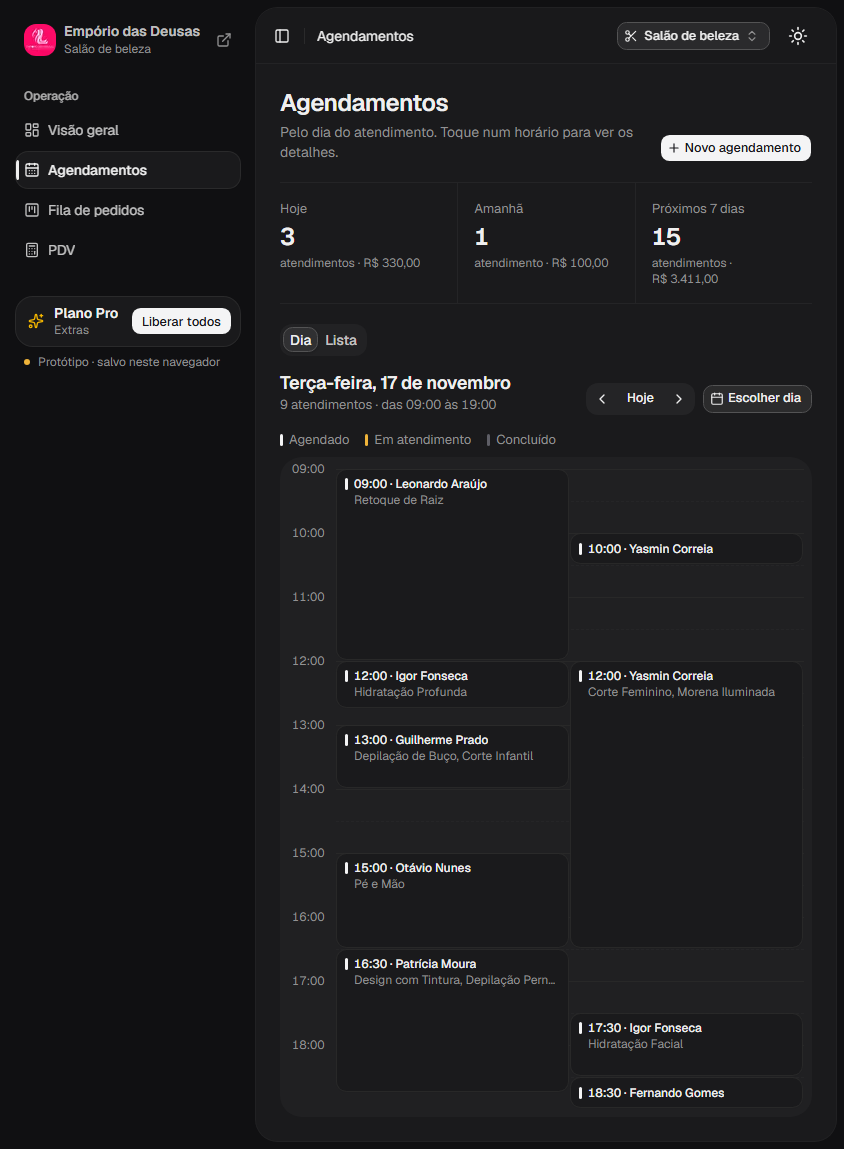 Empório das Deusas
Salão de beleza
Operação
Visão geral
Agendamentos
Fila de pedidos
PDV
Plano Pro
Extras
Liberar todos
Protótipo · salvo neste navegador
Agendamentos
Salão de beleza
Agendamentos
Pelo dia do atendimento. Toque num horário para ver os
detalhes.
+ Novo agendamento
Hoje
3
atendimentos · R$ 330,00
Amanhã
1
atendimento · R$ 100,00
Próximos 7 dias
15
atendimentos ·
R$ 3.411,00
Dia
Lista
Terça-feira, 17 de novembro
9 atendimentos · das 09:00 às 19:00
Hoje
Escolher dia
Agendado
Em atendimento
Concluído
09:00
09:00 · Leonardo Araújo
Retoque de Raiz
10:00
10:00 · Yasmin Correia
11:00
12:00
12:00 · Igor Fonseca
Hidratação Profunda
12:00 · Yasmin Correia
Corte Feminino, Morena Iluminada
13:00
13:00 · Guilherme Prado
Depilação de Buço, Corte Infantil
14:00
15:00
15:00 · Otávio Nunes
Pé e Mão
16:00
16:30 · Patrícia Moura
Design com Tintura, Depilação Pern...
17:00
17:30 · Igor Fonseca
Hidratação Facial
18:00
18:30 · Fernando Gomes